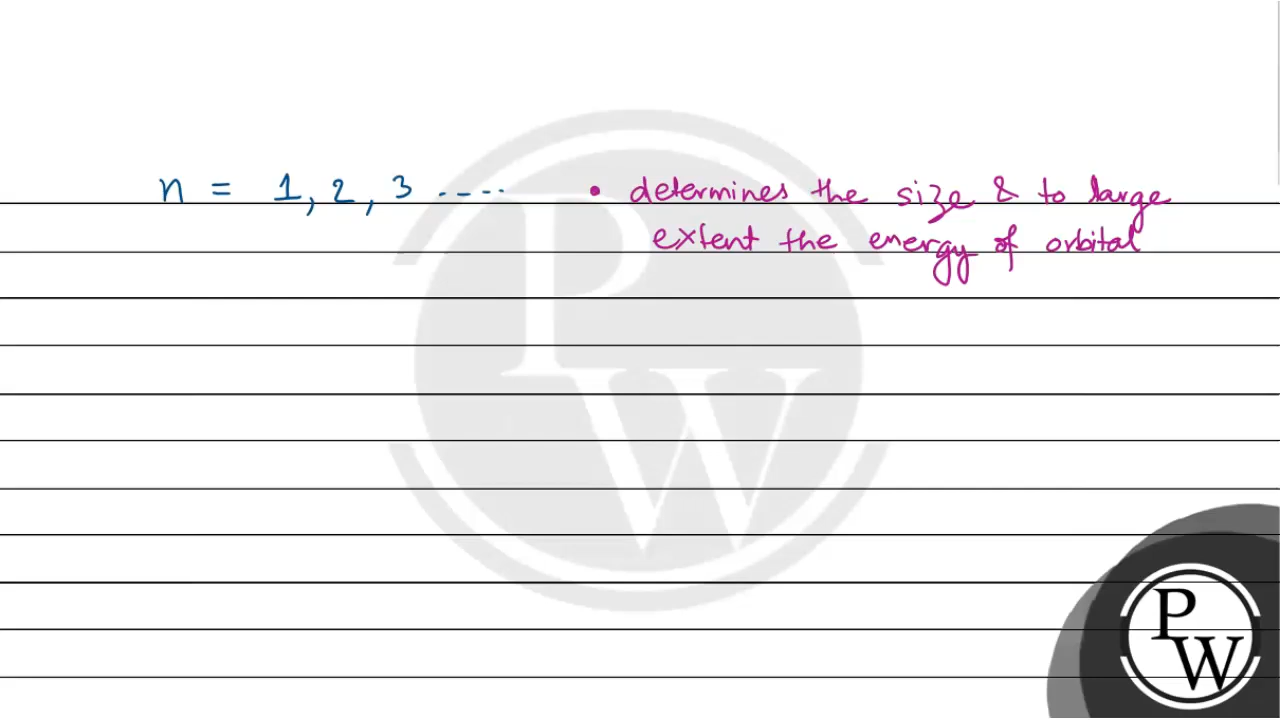 n = 1, 2, 3 ----
• determines the size & to large
extent the energy of orbital
P
W
P
W